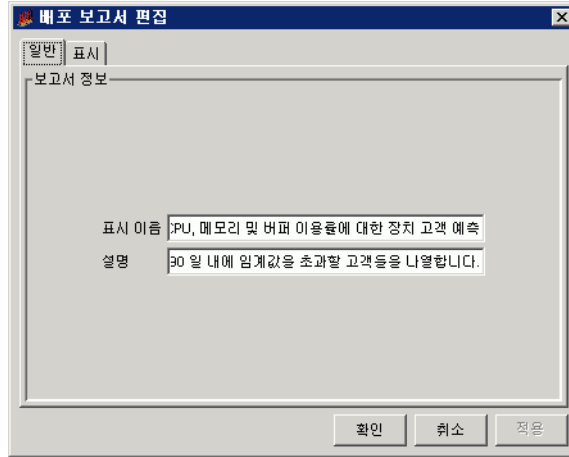 배포 보고서 편집
일반 표시
보고서 정보
표시 이름 CPU, 메모리 및 버퍼 이용률에 대한 장치 고객 예측
설명 90 일 내에 임계값을 초과할 고객들을 나열합니다.
확인 취소 적용